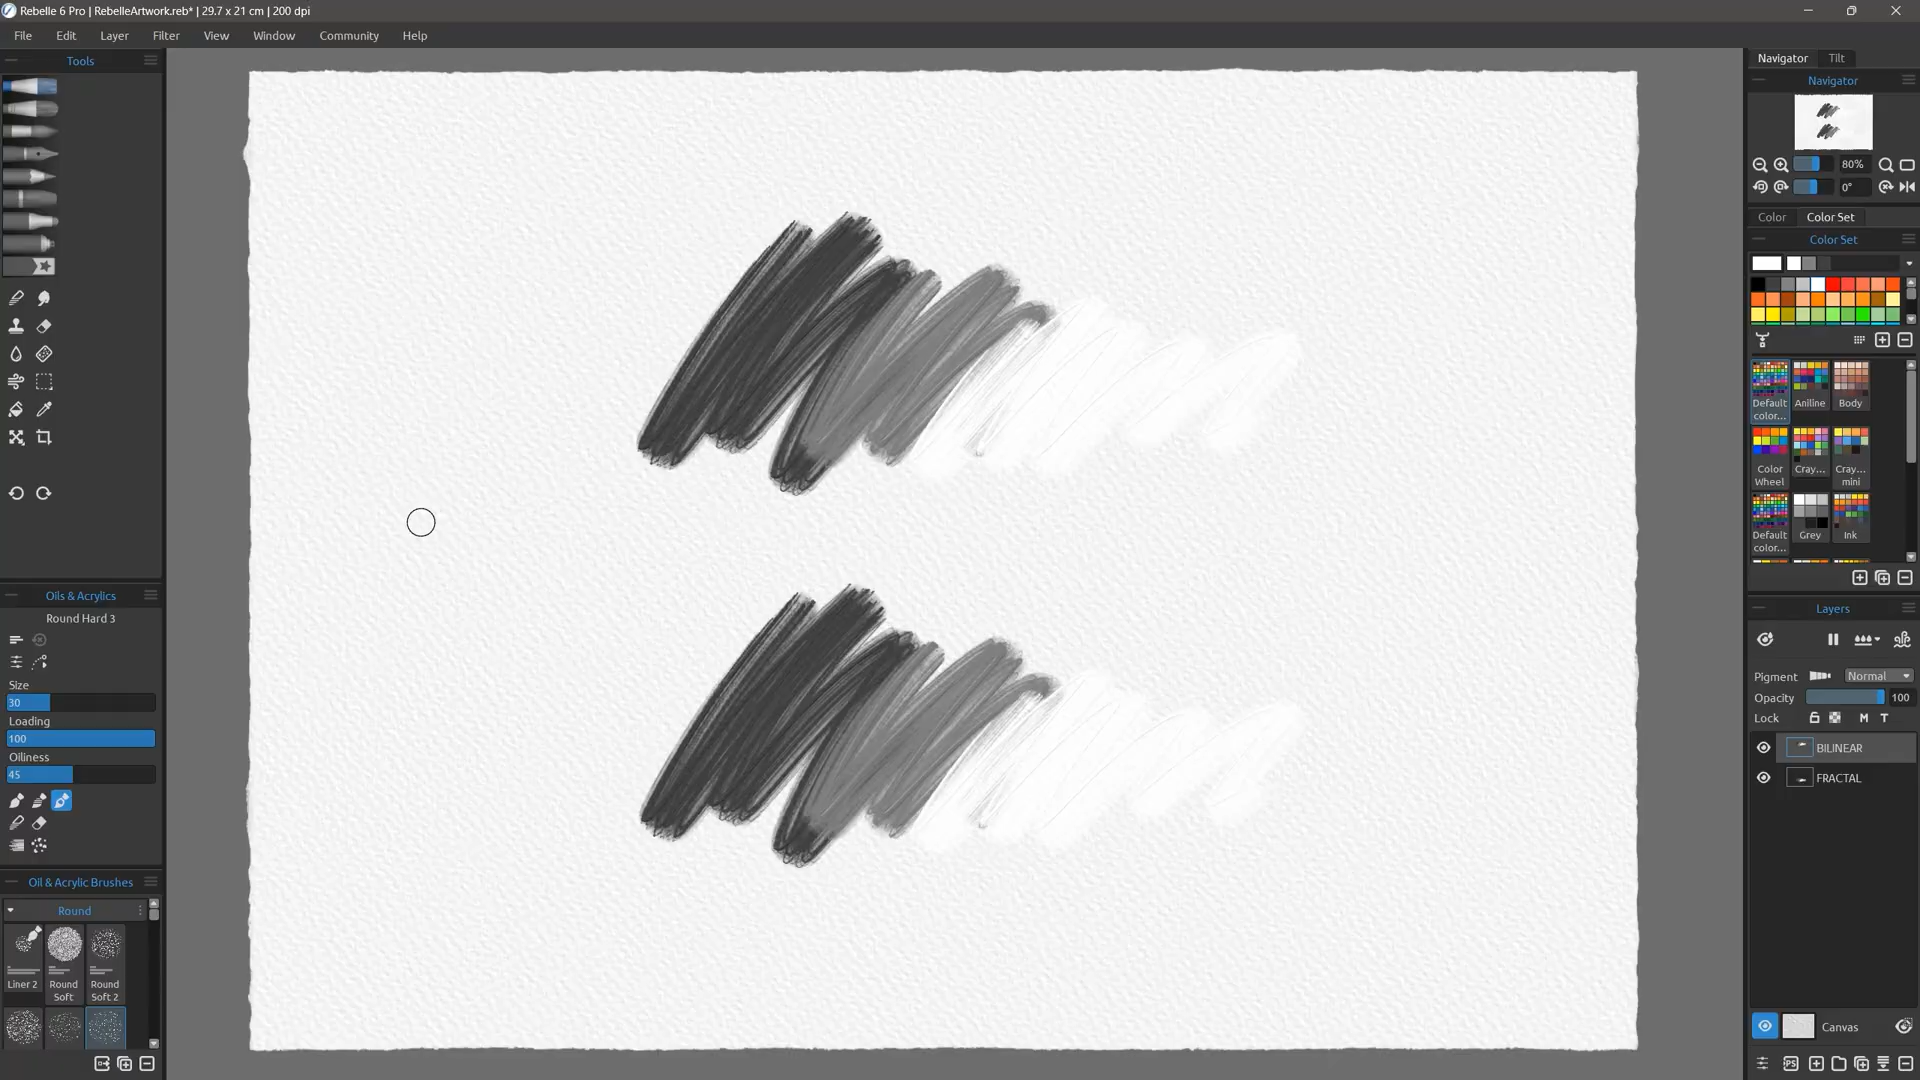 Rebelle 6 Pro | RebelleArtwork.reb* | 29.7 x 21 cm | 200 dpi
File Edit Layer Filter View Window Community Help
Tools
Oils & Acrylics
Round Hard 3
Size
30
Loading
100
Oiliness
45
Oil & Acrylic Brushes
Round
Liner 2 Round Soft Round Soft 2
Navigator Tilt
Navigator
80%
0°
Color Color Set
Color Set
Default color... Aniline Body
Color Wheel Cray... Cray... mini
Default color... Grey Ink
Layers
Pigment Normal
Opacity 100
Lock M T
BILINEAR
FRACTAL
Canvas
PS